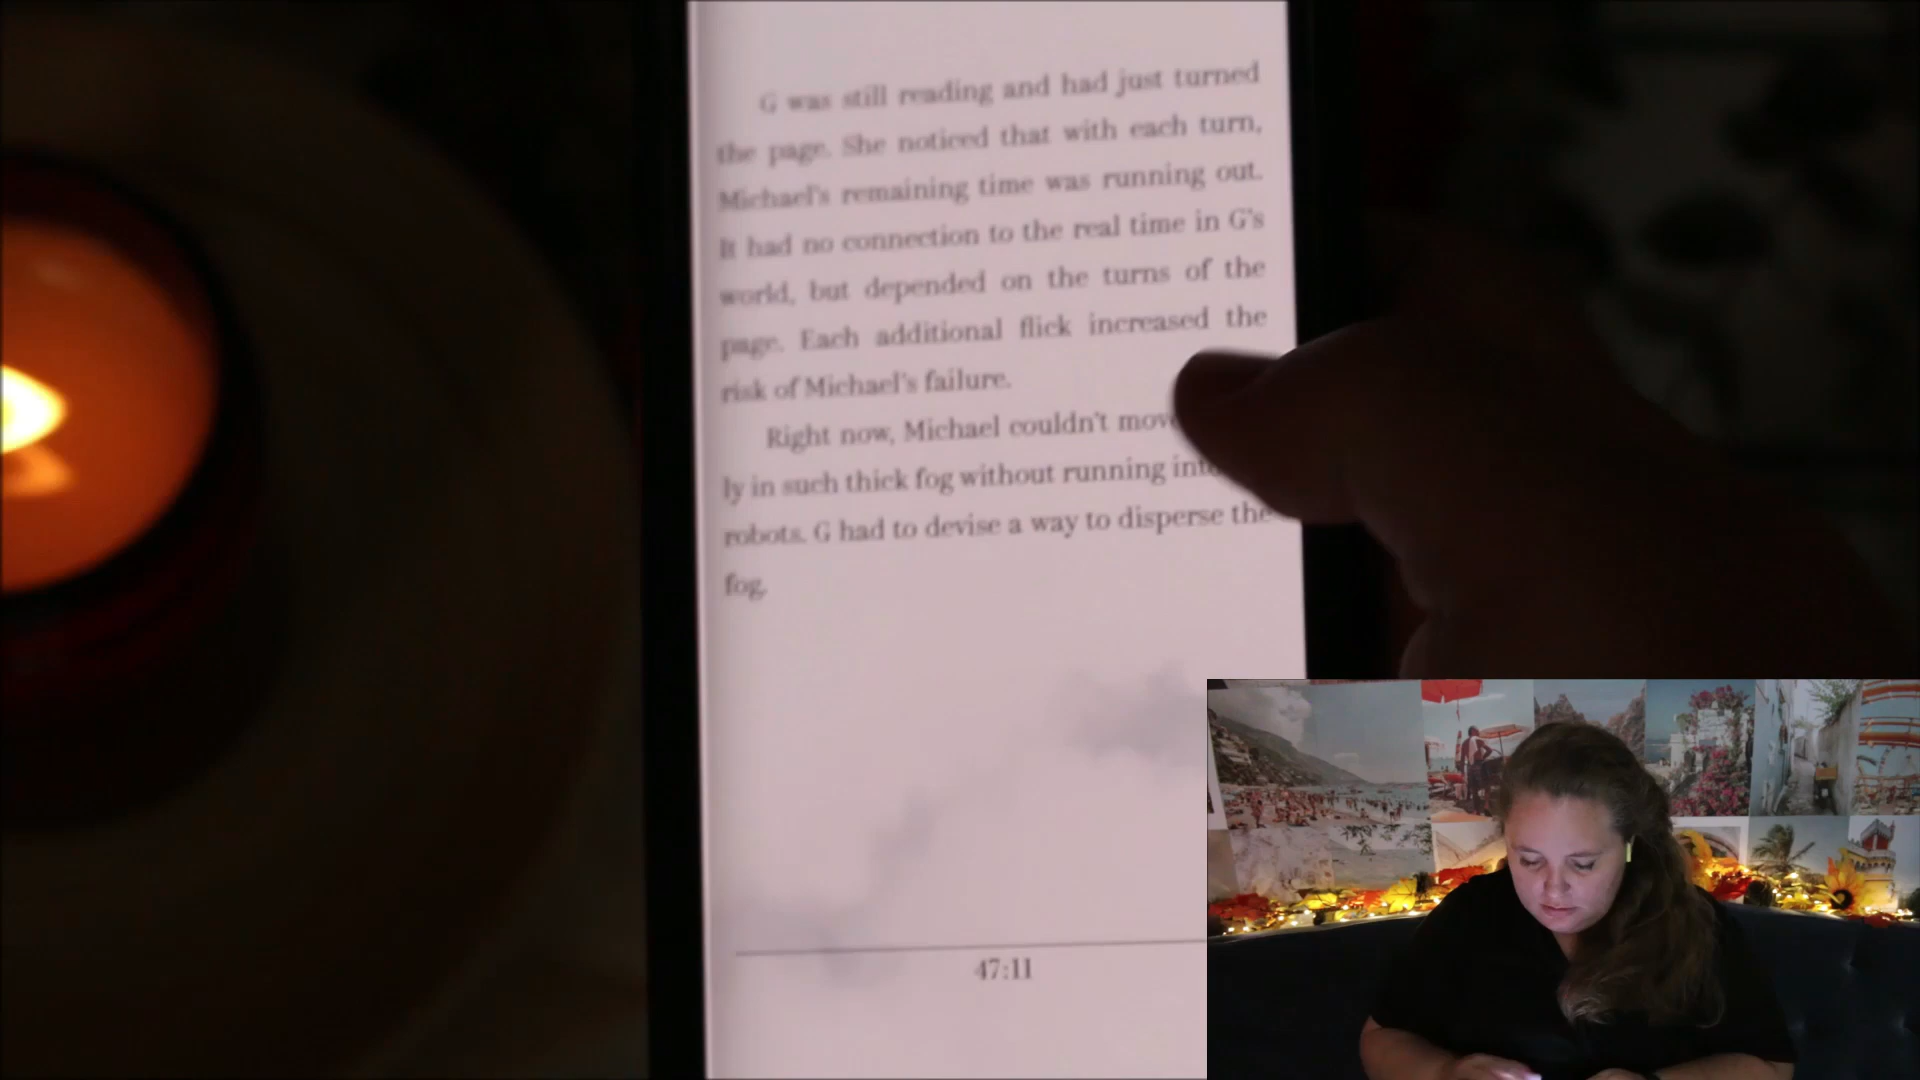 G was still reading and had just turned
the page. She noticed that with each turn,
Michael's remaining time was running out.
It had no connection to the real time in G's
world, but depended on the turns of the
page. Each additional flick increased the
risk of Michael's failure.
Right now, Michael couldn't
ly in such thick fog without running
robots. G had to devise a way to disperse the
fog.
47:11